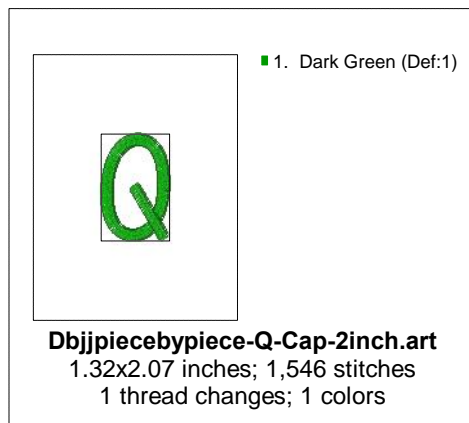 1. Dark Green (Def:1)
Q
Dbjjpiecebypiece-Q-Cap-2inch.art
1.32x2.07 inches; 1,546 stitches
1 thread changes; 1 colors